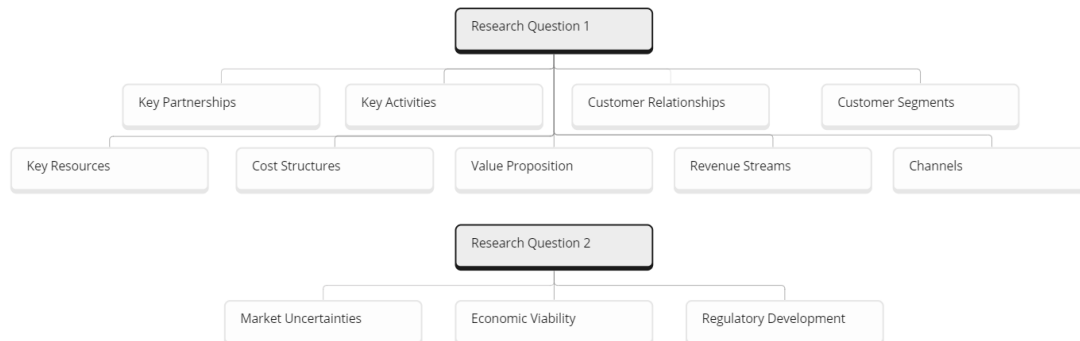 Research Question 1
Key Partnerships
Key Activities
Customer Relationships
Customer Segments
Key Resources
Cost Structures
Value Proposition
Revenue Streams
Channels
Research Question 2
Market Uncertainties
Economic Viability
Regulatory Development